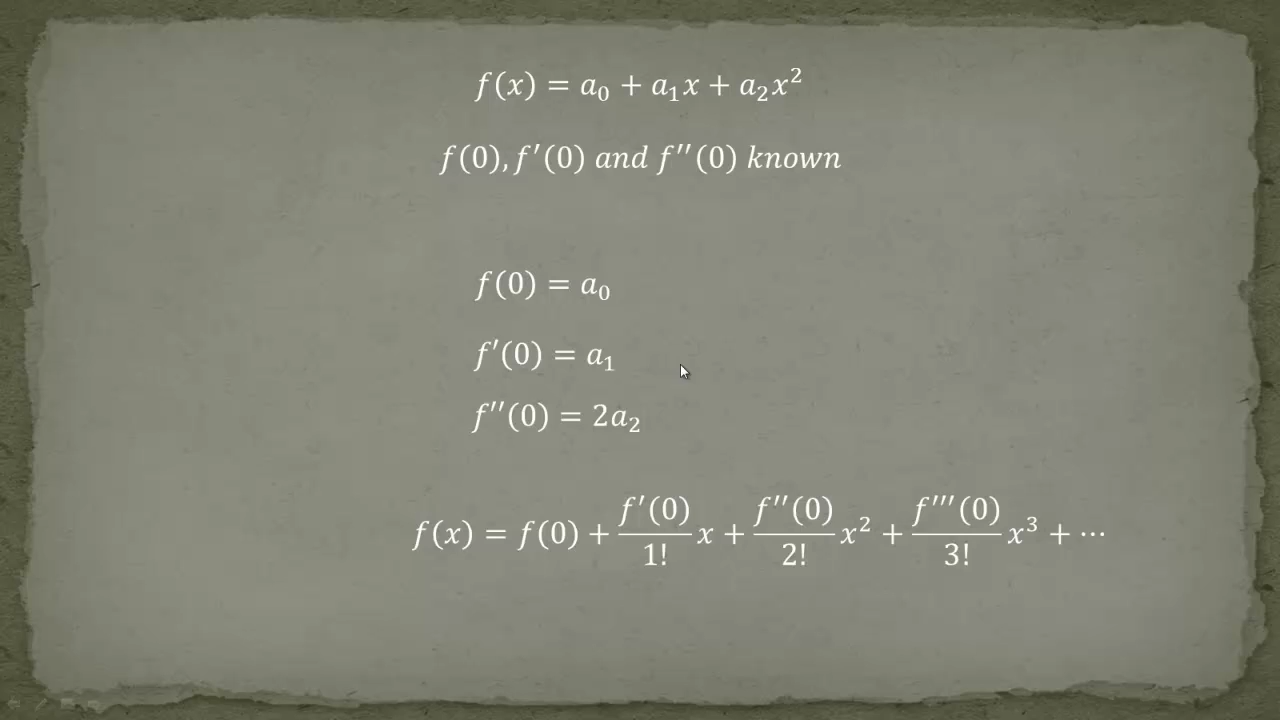 f(x) = a₀ + a₁x + a₂x²
f(0), f′(0) and f″(0) known
f(0) = a₀
f′(0) = a₁
f″(0) = 2a₂
f(x) = f(0) + f′(0)/1! x + f″(0)/2! x² + f‴(0)/3! x³ + ⋯